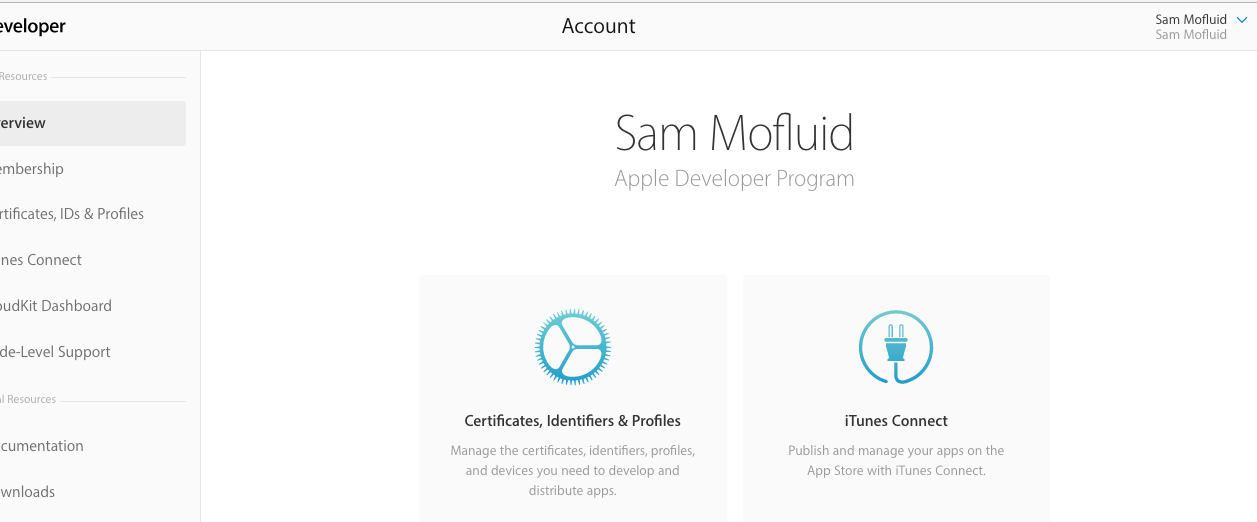 eveloper
Account
Sam Mofluid
Sam Mofluid
Resources
erview
embership
rtificates, IDs & Profiles
nes Connect
oudKit Dashboard
de-Level Support
l Resources
cumentation
wnloads
Sam Mofluid
Apple Developer Program
Certificates, Identifiers & Profiles
Manage the certificates, identifiers, profiles,
and devices you need to develop and
distribute apps.
iTunes Connect
Publish and manage your apps on the
App Store with iTunes Connect.